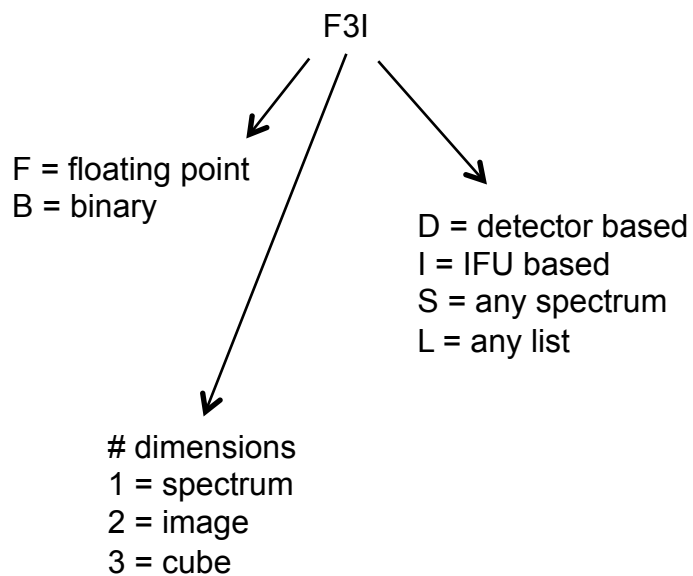 F3I
F = floating point
B = binary
D = detector based
I = IFU based
S = any spectrum
L = any list
# dimensions
1 = spectrum
2 = image
3 = cube